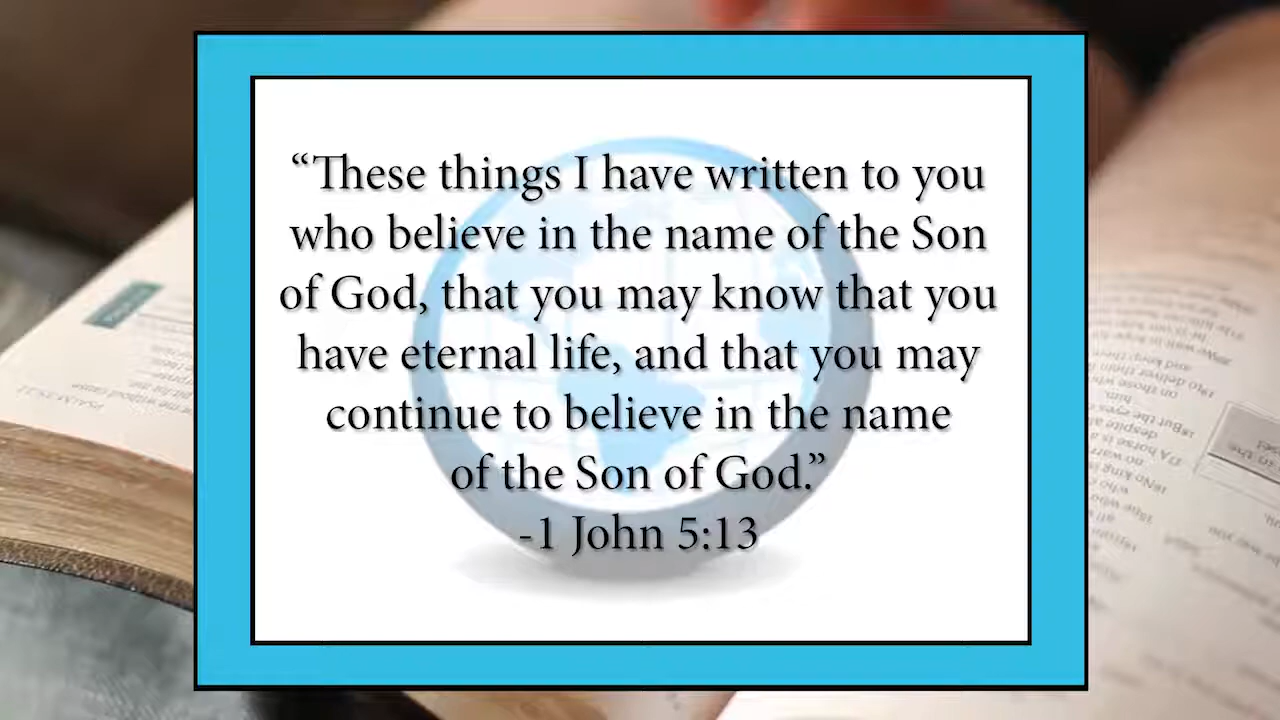 “These things I have written to you
who believe in the name of the Son
of God, that you may know that you
have eternal life, and that you may
continue to believe in the name
of the Son of God.”
-1 John 5:13